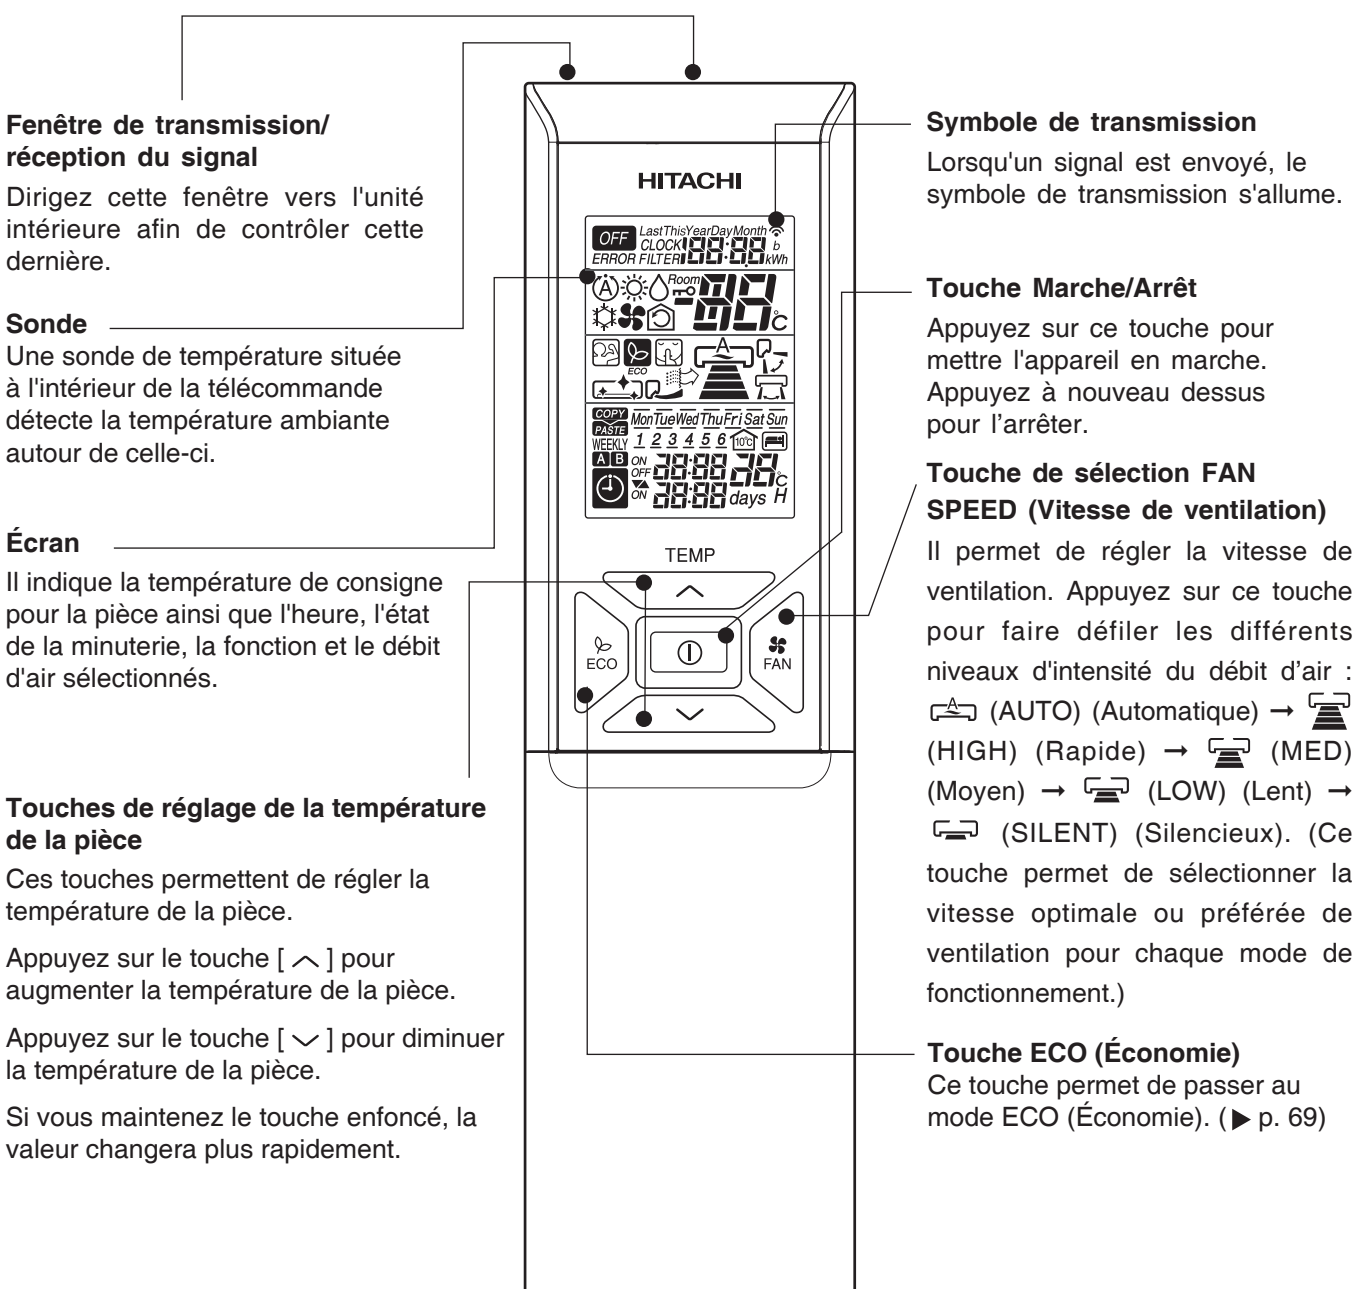 Fenêtre de transmission/
réception du signal
Dirigez cette fenêtre vers l'unité
intérieure afin de contrôler cette
dernière.
Sonde
Une sonde de température située
à l'intérieur de la télécommande
détecte la température ambiante
autour de celle-ci.
Écran
Il indique la température de consigne
pour la pièce ainsi que l'heure, l'état
de la minuterie, la fonction et le débit
d'air sélectionnés.
Touches de réglage de la température
de la pièce
Ces touches permettent de régler la
température de la pièce.
Appuyez sur le touche [ ︿ ] pour
augmenter la température de la pièce.
Appuyez sur le touche [ ﹀ ] pour diminuer
la température de la pièce.
Si vous maintenez le touche enfoncé, la
valeur changera plus rapidement.
HITACHI
OFF LastThisYearDayMonth
CLOCK 188:88 b
ERROR FILTER kWh
A Room
-88 °C
A
ECO
COPY MonTueWedThuFriSatSun
PASTE
WEEKLY 1 2 3 4 5 6 10°C
A B ON 38:88 38 °C
OFF
ON 38:88 days H
TEMP
ECO
FAN
Symbole de transmission
Lorsqu'un signal est envoyé, le
symbole de transmission s'allume.
Touche Marche/Arrêt
Appuyez sur ce touche pour
mettre l'appareil en marche.
Appuyez à nouveau dessus
pour l’arrêter.
Touche de sélection FAN
SPEED (Vitesse de ventilation)
Il permet de régler la vitesse de
ventilation. Appuyez sur ce touche
pour faire défiler les différents
niveaux d'intensité du débit d’air :
A (AUTO) (Automatique) →
(HIGH) (Rapide) → (MED)
(Moyen) → (LOW) (Lent) →
(SILENT) (Silencieux). (Ce
touche permet de sélectionner la
vitesse optimale ou préférée de
ventilation pour chaque mode de
fonctionnement.)
Touche ECO (Économie)
Ce touche permet de passer au
mode ECO (Économie). (▶ p. 69)